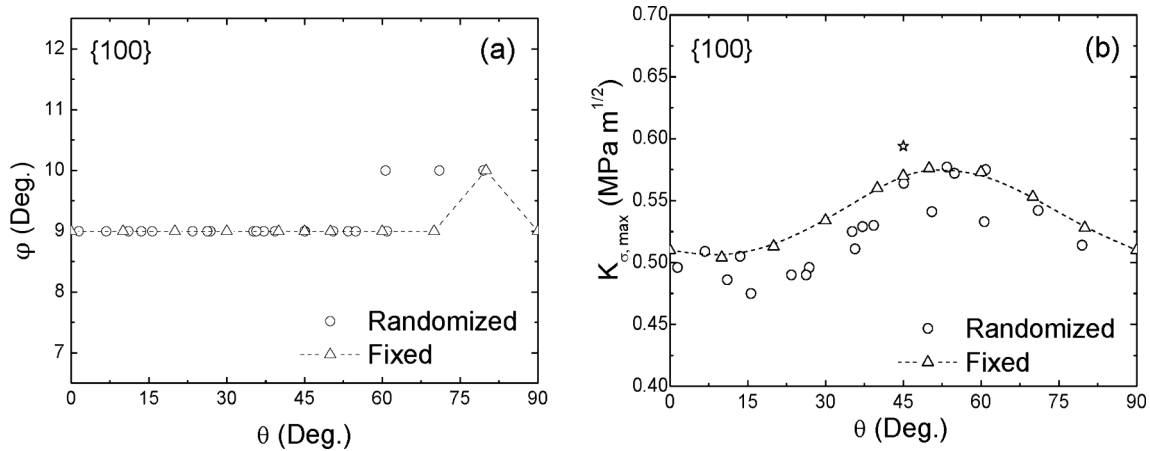 {100}
(a)
12
11
10
9
8
7
φ (Deg.)
Randomized
Fixed
0 15 30 45 60 75 90
θ (Deg.)
{100}
(b)
0.70
0.65
0.60
0.55
0.50
0.45
0.40
K σ, max (MPa m 1/2)
Randomized
Fixed
0 15 30 45 60 75 90
θ (Deg.)